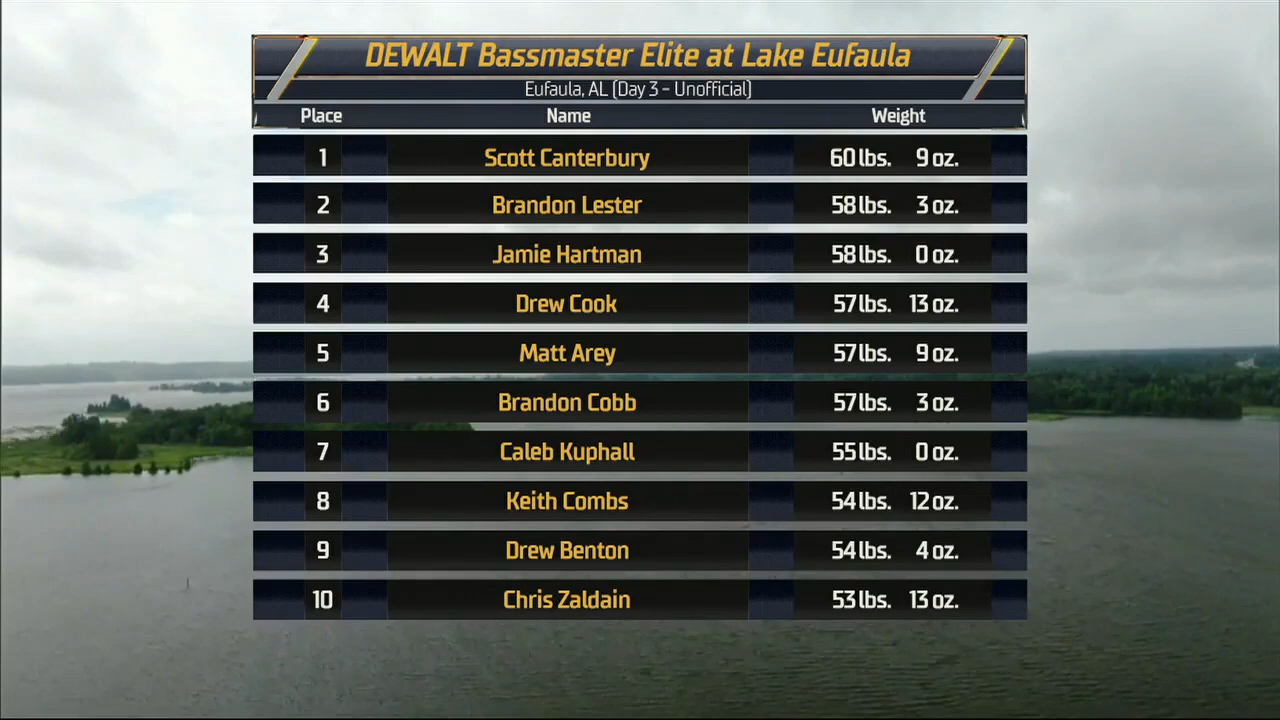 DEWALT Bassmaster Elite at Lake Eufaula
Eufaula, AL (Day 3 - Unofficial)
Place Name Weight
1 Scott Canterbury 60 lbs. 9 oz.
2 Brandon Lester 58 lbs. 3 oz.
3 Jamie Hartman 58 lbs. 0 oz.
4 Drew Cook 57 lbs. 13 oz.
5 Matt Arey 57 lbs. 9 oz.
6 Brandon Cobb 57 lbs. 3 oz.
7 Caleb Kuphall 55 lbs. 0 oz.
8 Keith Combs 54 lbs. 12 oz.
9 Drew Benton 54 lbs. 4 oz.
10 Chris Zaldain 53 lbs. 13 oz.